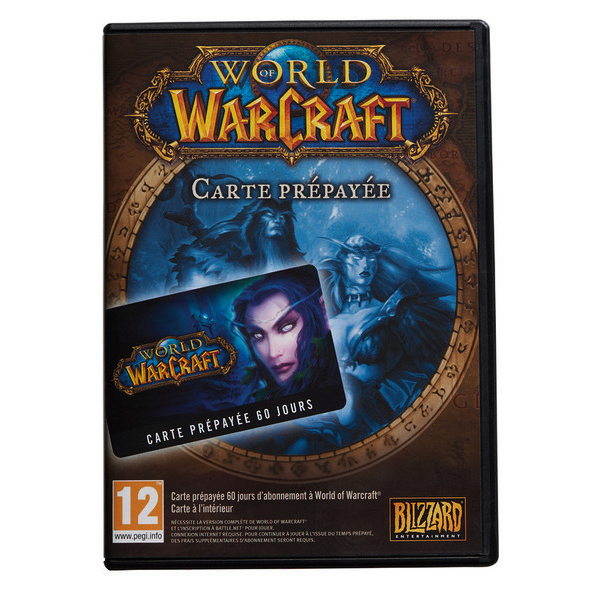 WORLD
OF
WARCRAFT
CARTE PRÉPAYÉE
WORLD
OF
WARCRAFT
CARTE PRÉPAYÉE 60 JOURS
12
www.pegi.info
Carte prépayée 60 jours d'abonnement à World of Warcraft®
Carte à l'intérieur
NÉCESSITE LA VERSION COMPLÈTE DE WORLD OF WARCRAFT®
ET L'INSCRIPTION À BATTLE.NET® POUR JOUER.
CONNEXION INTERNET REQUISE. POUR CONTINUER À JOUER À L'ISSUE DU TEMPS PRÉPAYÉ,
DES FRAIS SUPPLÉMENTAIRES D'ABONNEMENT SERONT REQUIS.
BLIZZARD
ENTERTAINMENT